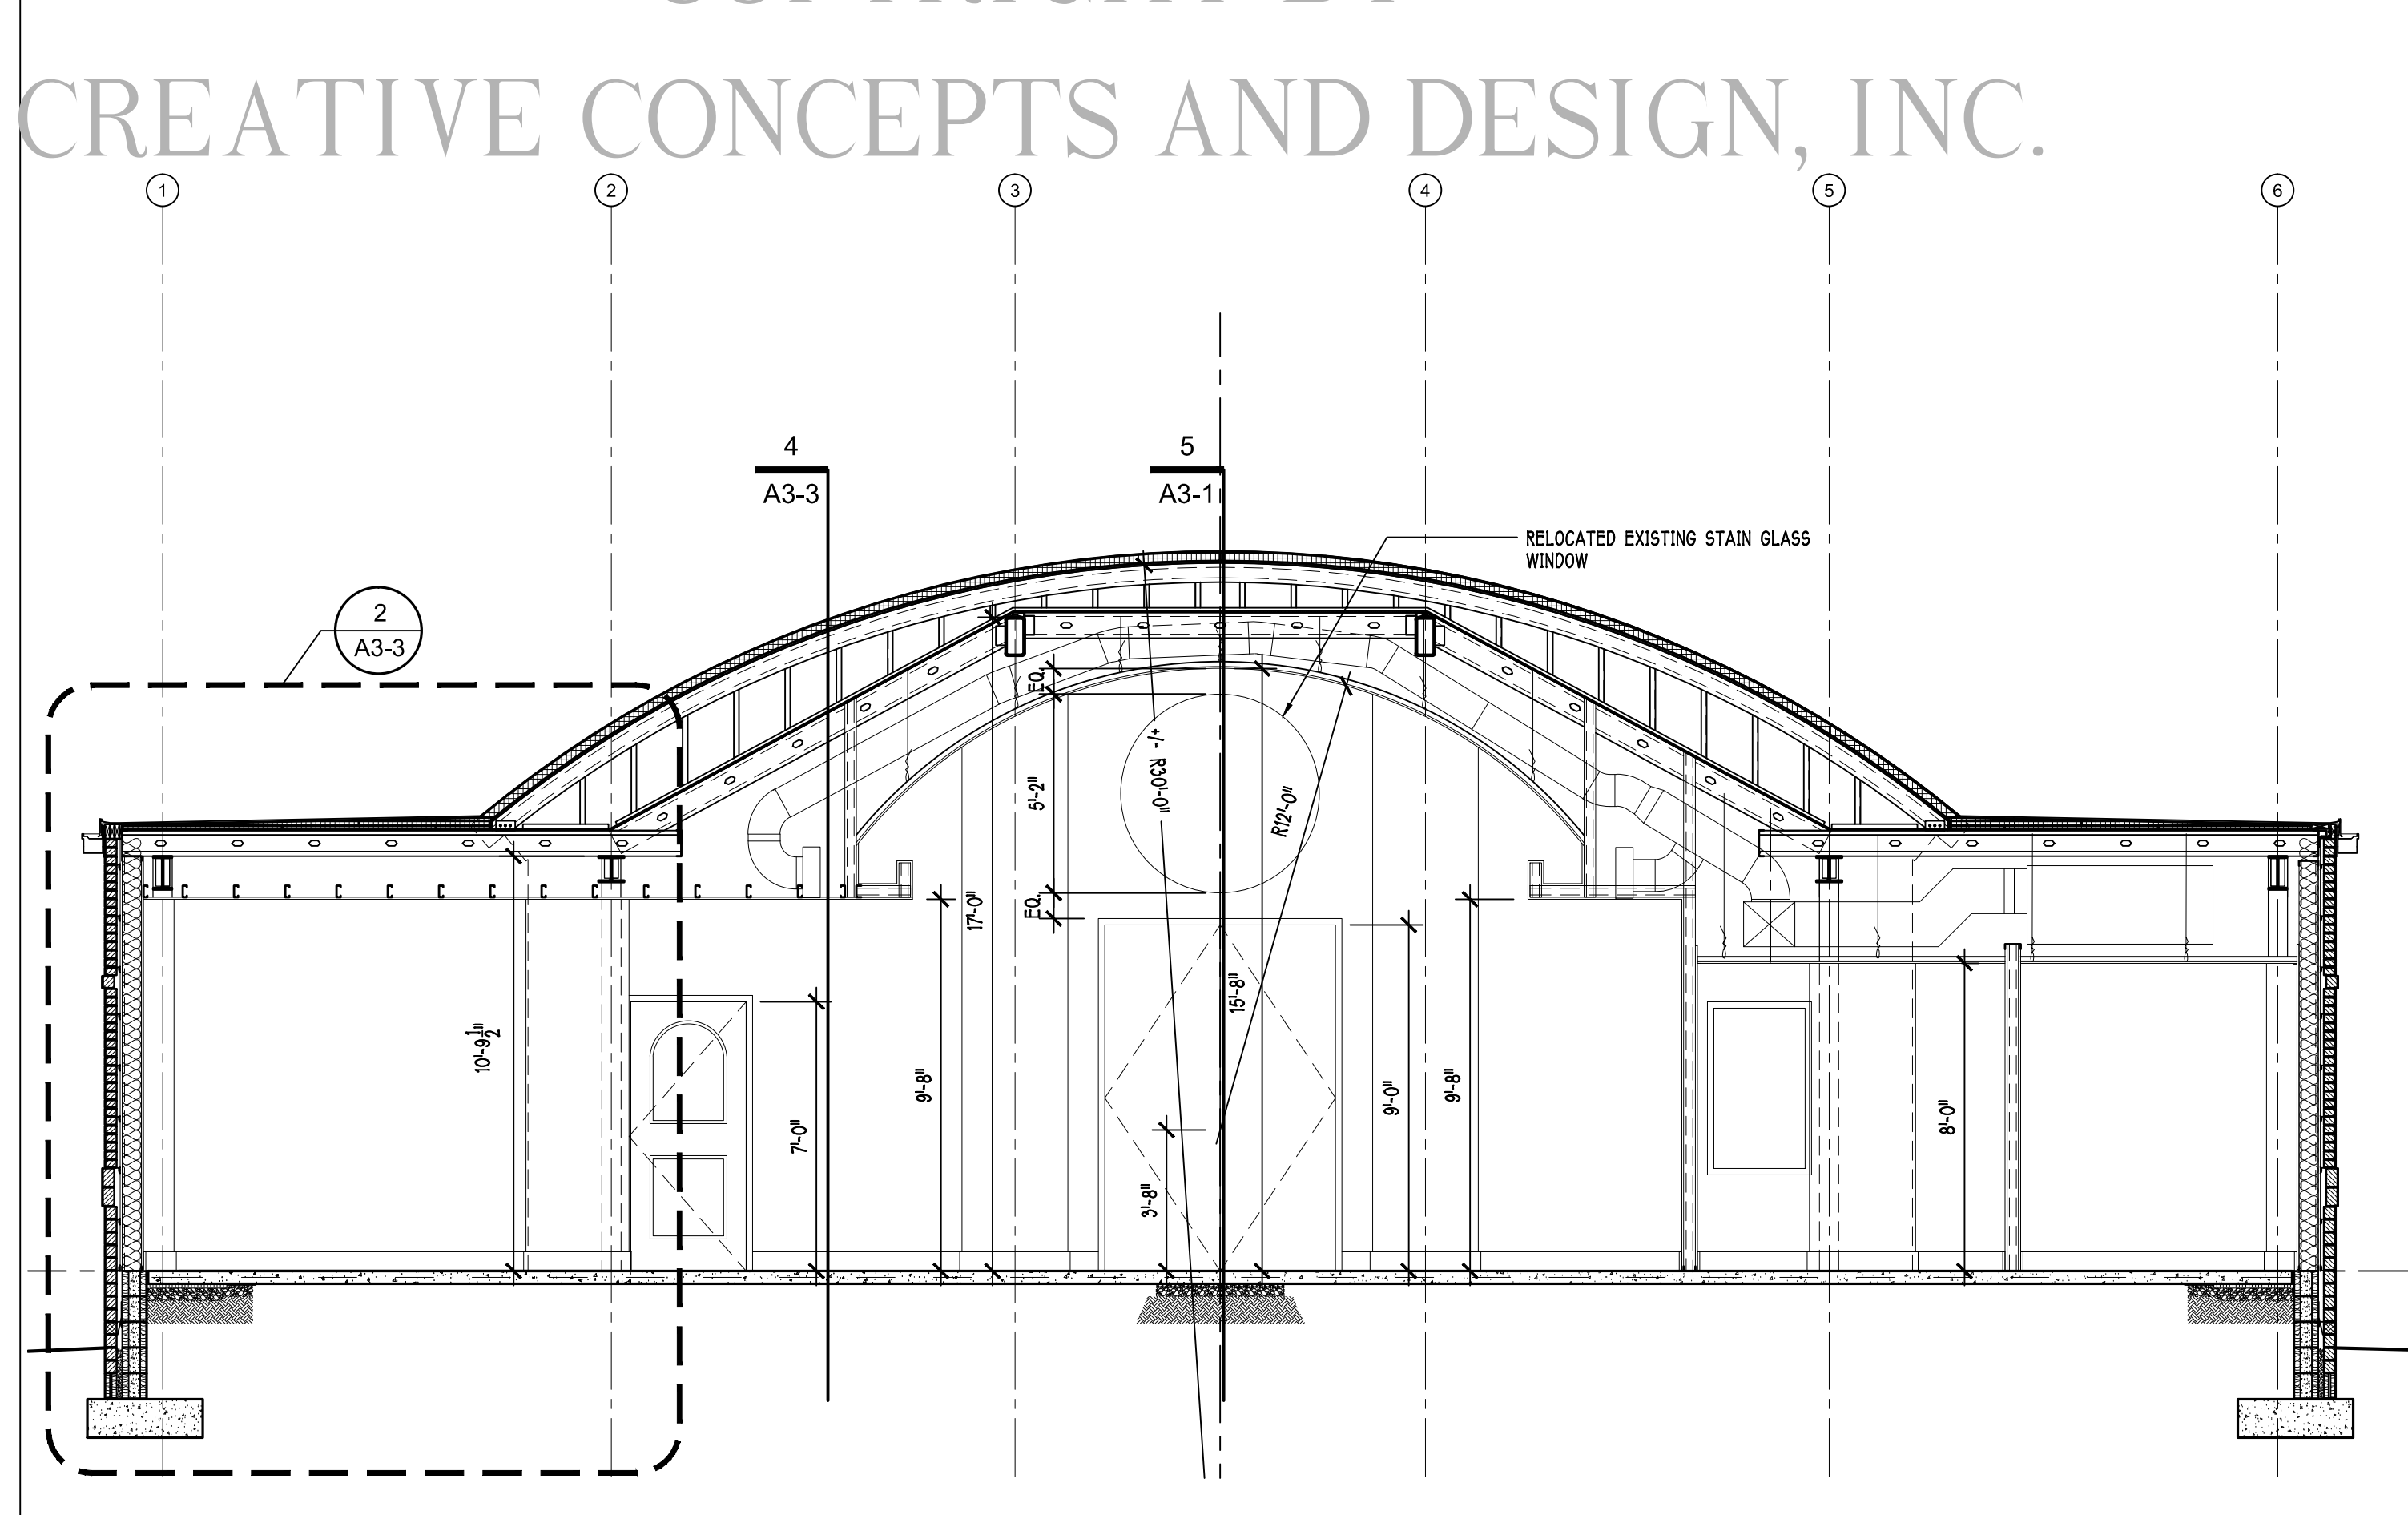 COPYRIGHT BY
CREATIVE CONCEPTS AND DESIGN, INC.
1
2
3
4
5
6
4
A3-3
5
A3-1
RELOCATED EXISTING STAIN GLASS
WINDOW
2
A3-3
EQ.
R30'-0" -/+
5'-2"
R12'-0"
EQ.
17'-0"
15'-8"
10'-9 1/2"
9'-8"
9'-0"
9'-8"
7'-0"
8'-0"
3'-8"